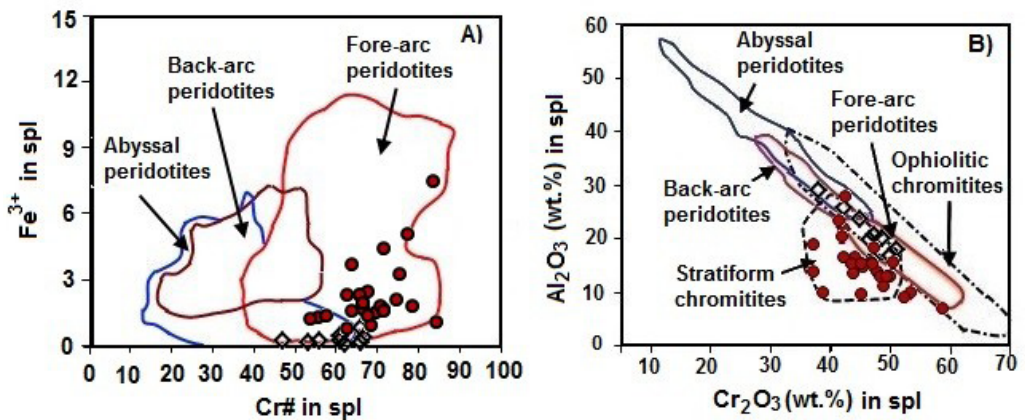 A)
15
12
9
6
3
0
Fe3+ in spl
Fore-arc
peridotites
Back-arc
peridotites
Abyssal
peridotites
0 10 20 30 40 50 60 70 80 90 100
Cr# in spl
B)
60
50
40
30
20
10
0
Al2O3 (wt.%) in spl
Abyssal
peridotites
Fore-arc
peridotites
Ophiolitic
chromitites
Back-arc
peridotites
Stratiform
chromitites
10 30 40 50 60 70
Cr2O3 (wt.%) in spl